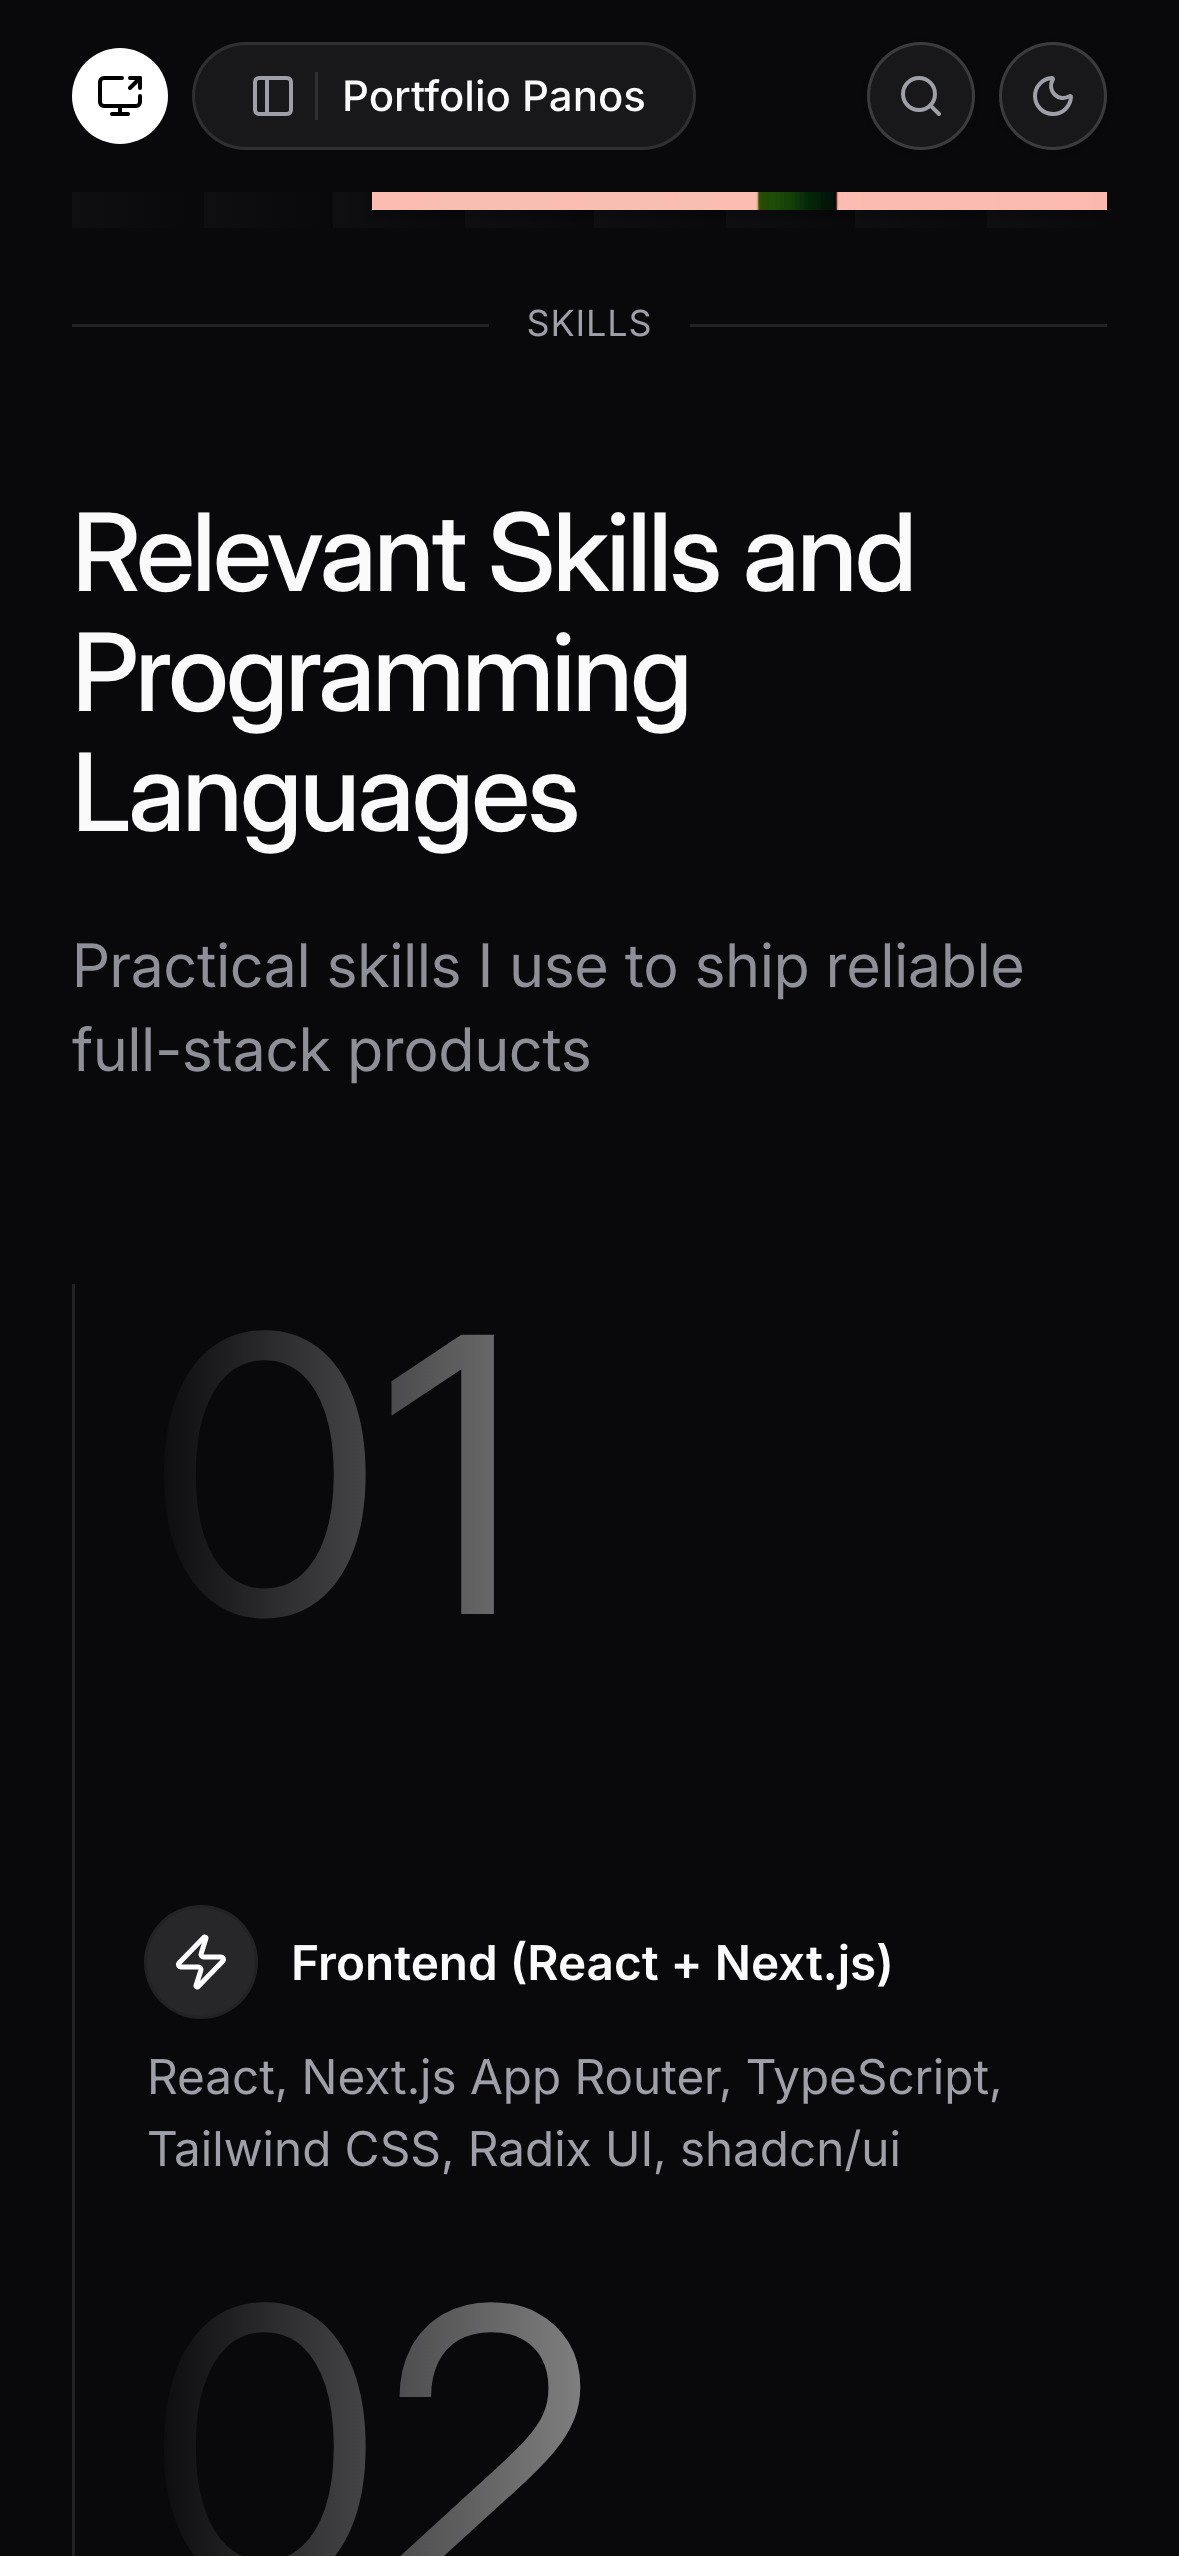 Portfolio Panos
SKILLS
Relevant Skills and
Programming
Languages
Practical skills I use to ship reliable
full-stack products
01
Frontend (React + Next.js)
React, Next.js App Router, TypeScript,
Tailwind CSS, Radix UI, shadcn/ui
02